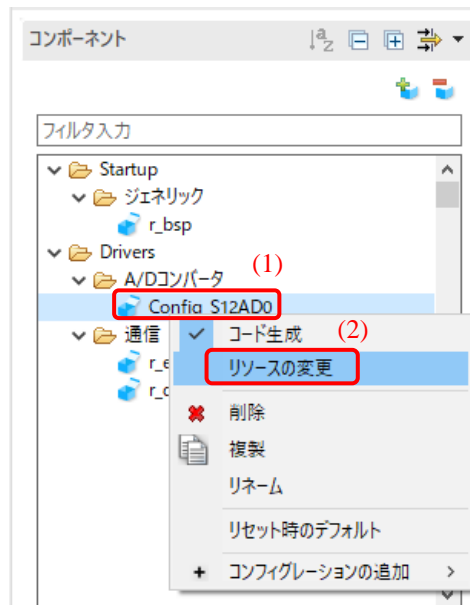 コンポーネント
フィルタ入力
Startup
ジェネリック
r_bsp
Drivers
A/Dコンバータ
(1)
Config_S12AD0
通信
コード生成
(2)
リソースの変更
削除
複製
リネーム
リセット時のデフォルト
コンフィグレーションの追加